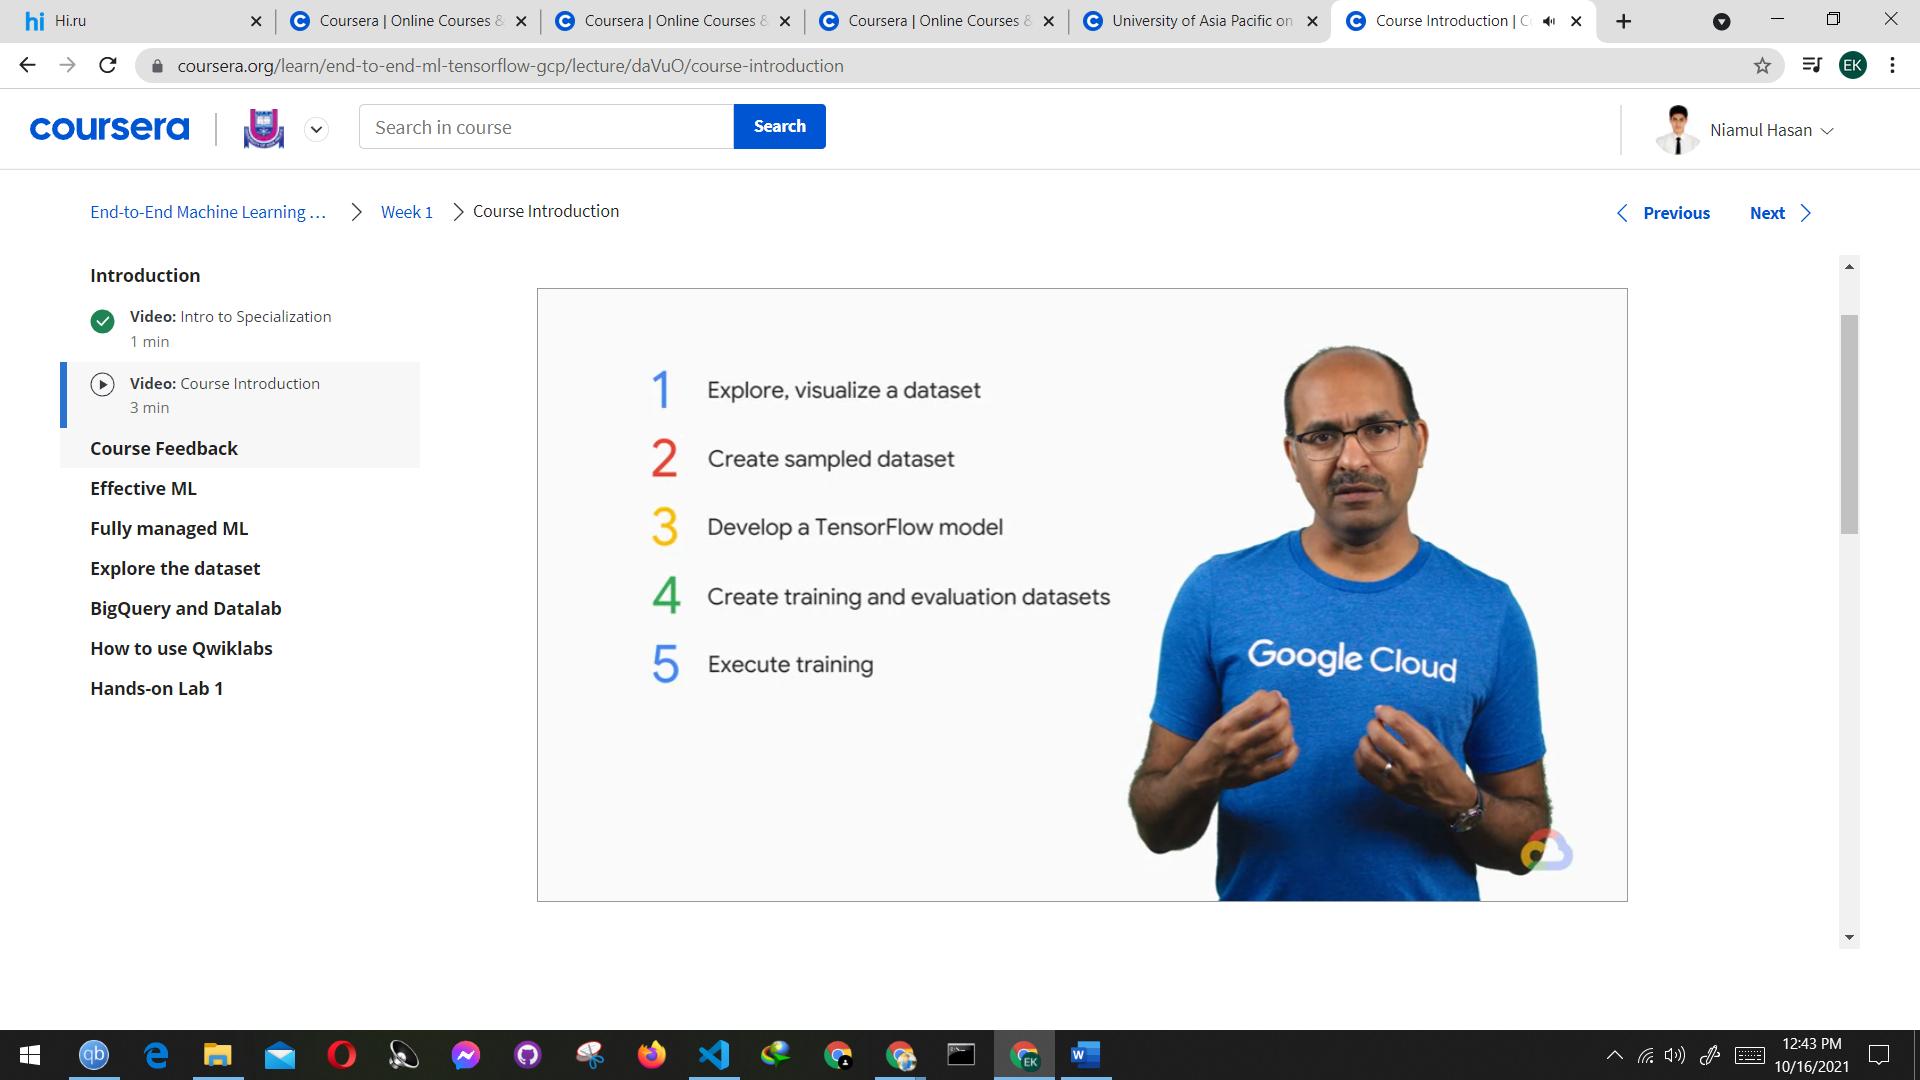 Hi.ru
Coursera | Online Courses &
Coursera | Online Courses &
Coursera | Online Courses &
University of Asia Pacific on
Course Introduction | C
coursera.org/learn/end-to-end-ml-tensorflow-gcp/lecture/daVuO/course-introduction
EK
coursera
Search in course
Search
Niamul Hasan
End-to-End Machine Learning …
Week 1
Course Introduction
Previous
Next
Introduction
Video: Intro to Specialization
1 min
Video: Course Introduction
3 min
Course Feedback
Effective ML
Fully managed ML
Explore the dataset
BigQuery and Datalab
How to use Qwiklabs
Hands-on Lab 1
1 Explore, visualize a dataset
2 Create sampled dataset
3 Develop a TensorFlow model
4 Create training and evaluation datasets
5 Execute training
Google Cloud
qb
EK
W
12:43 PM
10/16/2021